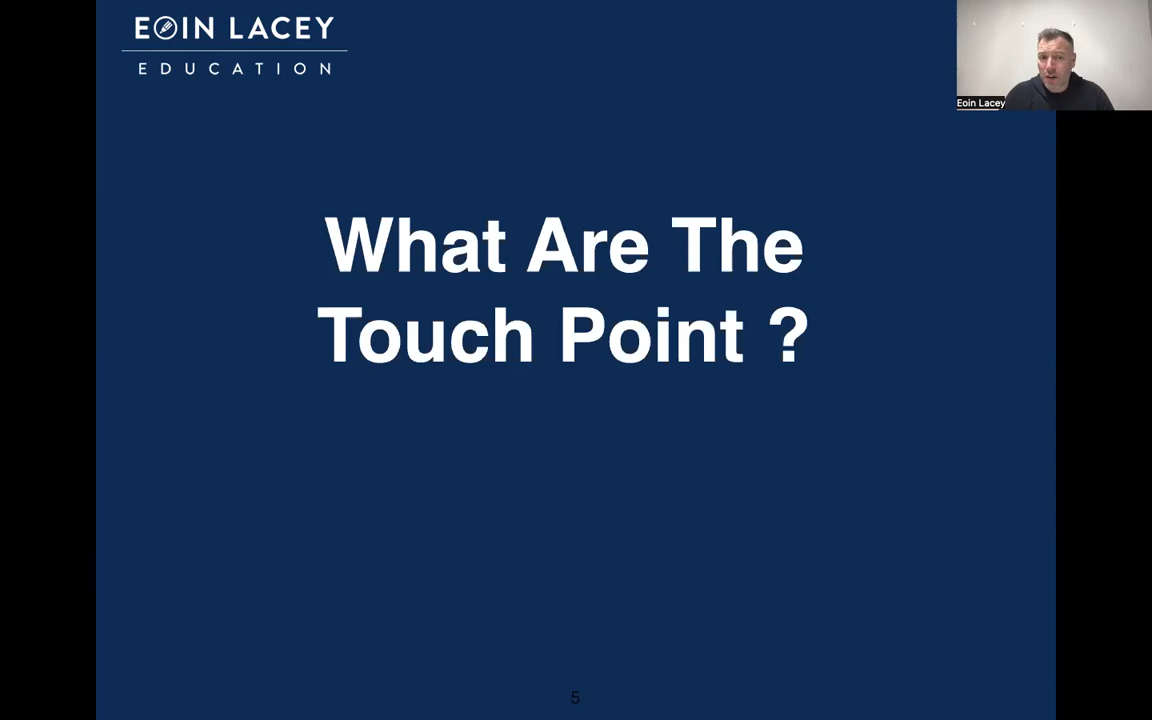 EOIN LACEY
EDUCATION
Eoin Lacey
What Are The
Touch Point ?
5